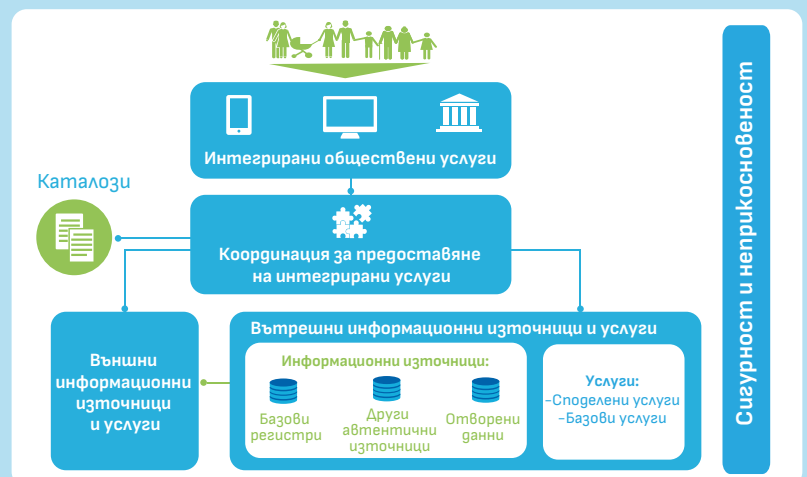 Интегрирани обществени услуги
Каталози
Координация за предоставяне
на интегрирани услуги
Външни
информационни
източници
и услуги
Вътрешни информационни източници и услуги
Информационни източници:
Базови
регистри
Други
автентични
източници
Отворени
данни
Услуги:
-Споделени услуги
-Базови услуги
Сигурност и неприкосновеност